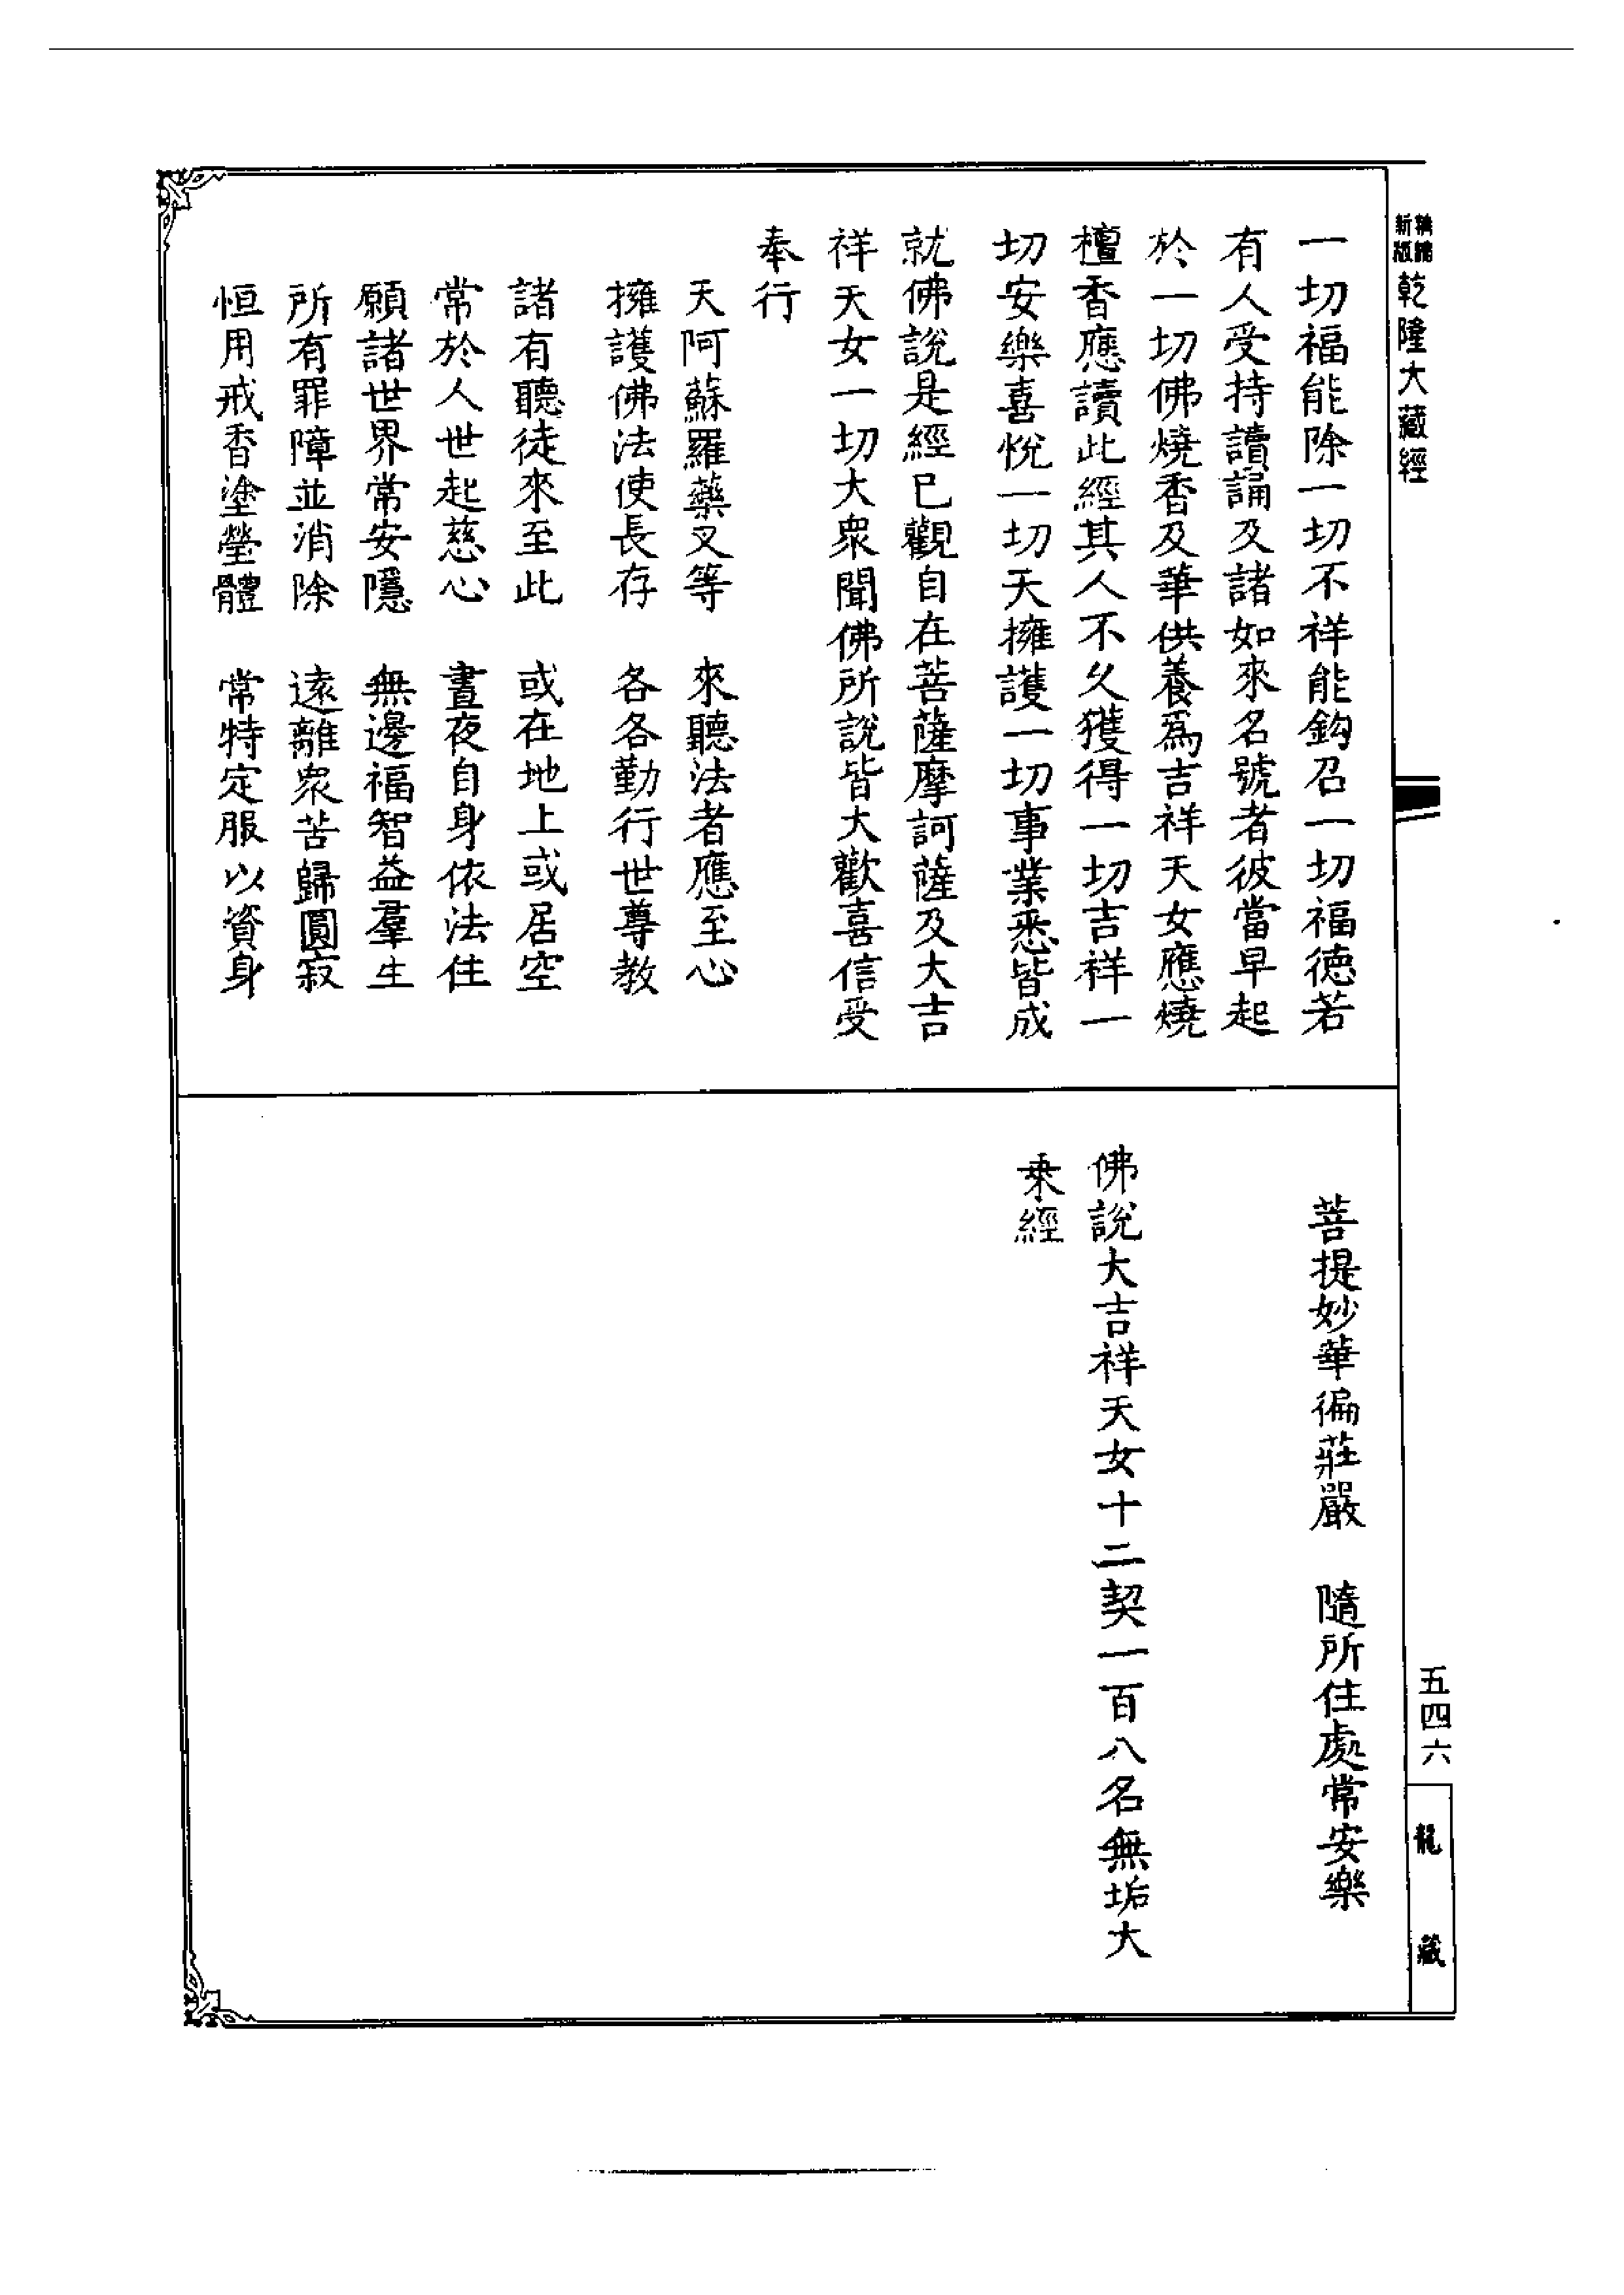 新版
精編
乾隆大藏經
一切福能除一切不祥能鈎召一切福德若
有人受持讀誦及諸如來名號者彼當早起
於一切佛燒香及華供養爲吉祥天女應燒
檀香應讀此經其人不久獲得一切吉祥一
切安樂喜悅一切天擁護一切事業悉皆成
就佛說是經已觀自在菩薩摩訶薩及大吉
祥天女一切大衆聞佛所說皆大歡喜信受
奉行
天阿蘇羅藥叉等　來聽法者應至心
擁護佛法使長存　各各勤行世尊教
諸有聽徒來至此　或在地上或居空
常於人世起慈心　晝夜自身依法住
願諸世界常安隱　無邊福智益羣生
所有罪障並消除　遠離衆苦歸圓寂
恒用戒香塗瑩體　常持定服以資身
菩提妙華徧莊嚴　隨所住處常安樂
佛說大吉祥天女十二契一百八名無垢大
乗經
五四六
龍藏